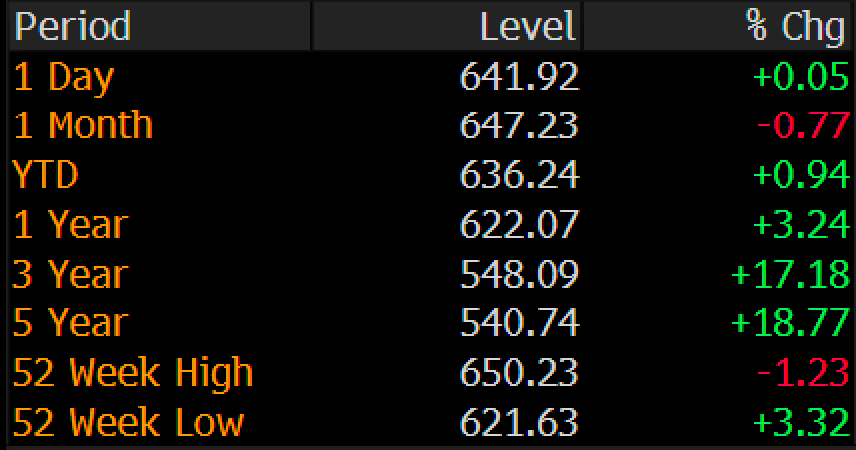 Period Level % Chg
1 Day 641.92 +0.05
1 Month 647.23 -0.77
YTD 636.24 +0.94
1 Year 622.07 +3.24
3 Year 548.09 +17.18
5 Year 540.74 +18.77
52 Week High 650.23 -1.23
52 Week Low 621.63 +3.32